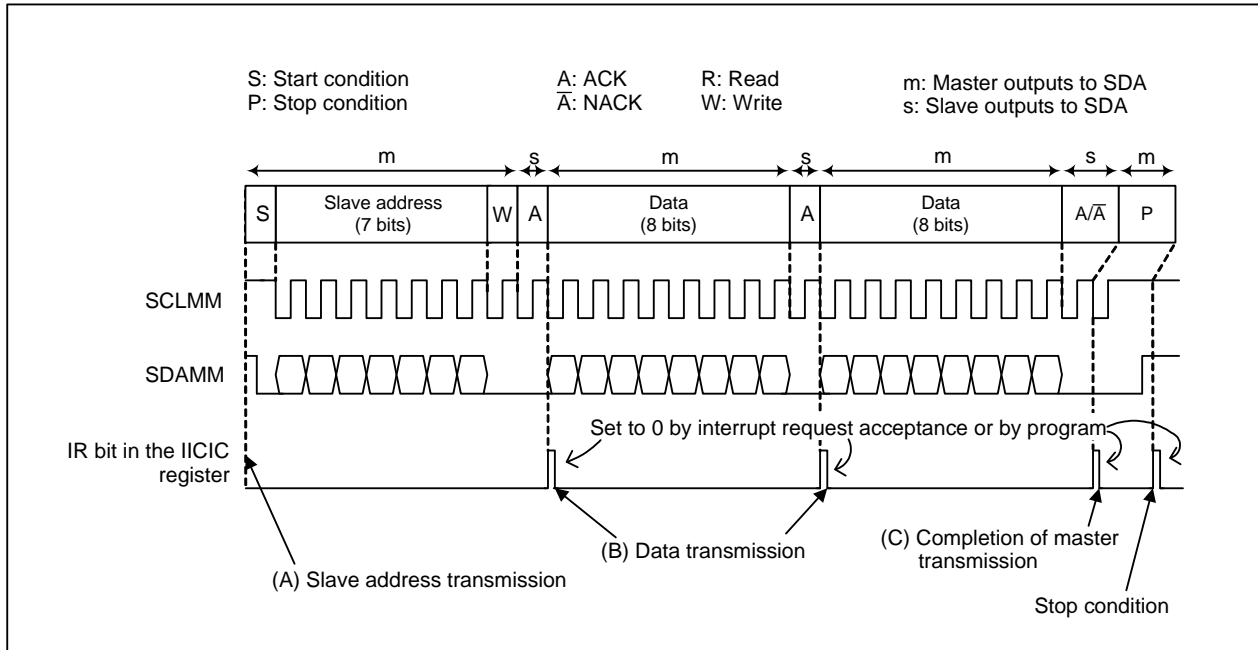 S: Start condition
P: Stop condition
A: ACK
A̅: NACK
R: Read
W: Write
m: Master outputs to SDA
s: Slave outputs to SDA
m s m s m s m
S Slave address (7 bits) W A Data (8 bits) A Data (8 bits) A/A̅ P
SCLMM
SDAMM
IR bit in the IICIC
register
Set to 0 by interrupt request acceptance or by program
(A) Slave address transmission
(B) Data transmission
(C) Completion of master
transmission
Stop condition